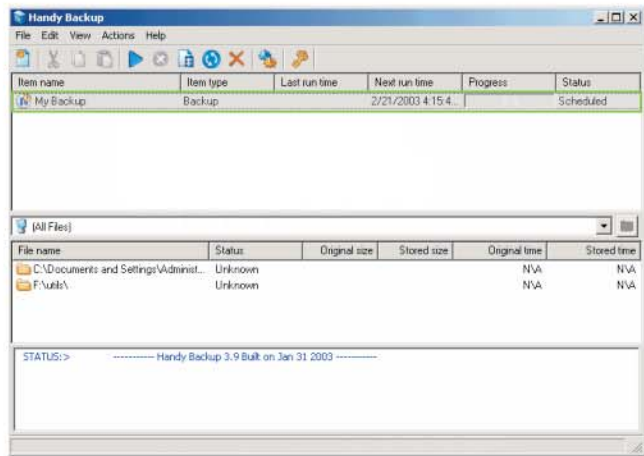 Handy Backup
File Edit View Actions Help
Item name Item type Last run time Next run time Progress Status
My Backup Backup 2/21/2003 4:15:4... Scheduled
(All Files)
File name Status Original size Stored size Original time Stored time
C:\Documents and Settings\Administ... Unknown N\A N\A
F:\utils\ Unknown N\A N\A
STATUS:> ----------- Handy Backup 3.9 Built on Jan 31 2003 -----------